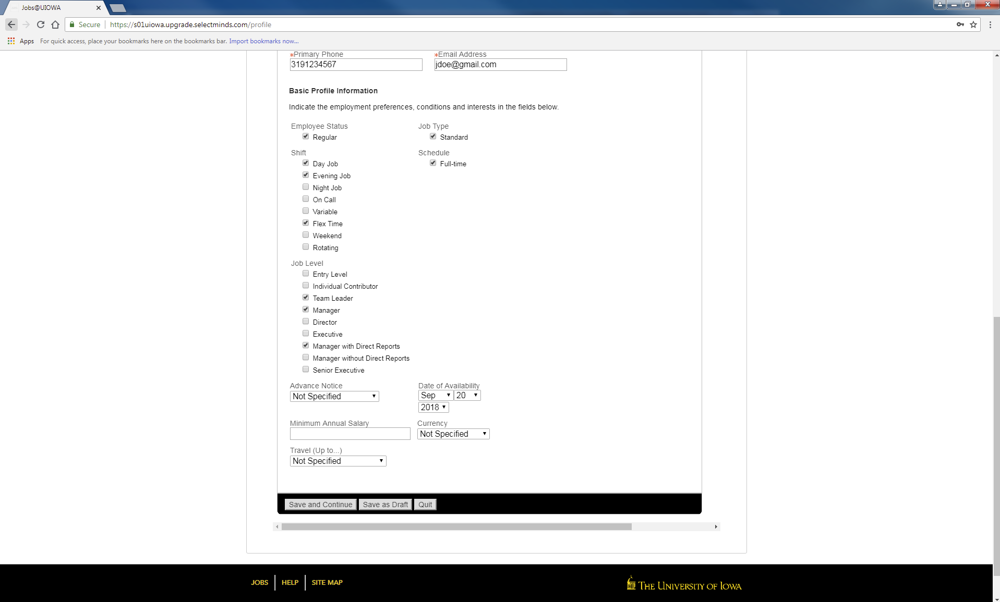 Jobs@UIOWA
Secure https://s01uiowa.upgrade.selectminds.com/profile
Apps For quick access, place your bookmarks here on the bookmarks bar. Import bookmarks now...
*Primary Phone *Email Address
3191234567 jdoe@gmail.com
Basic Profile Information
Indicate the employment preferences, conditions and interests in the fields below.
Employee Status Job Type
Regular Standard
Shift Schedule
Day Job Full-time
Evening Job
Night Job
On Call
Variable
Flex Time
Weekend
Rotating
Job Level
Entry Level
Individual Contributor
Team Leader
Manager
Director
Executive
Manager with Direct Reports
Manager without Direct Reports
Senior Executive
Advance Notice Date of Availability
Not Specified Sep 20
2018
Minimum Annual Salary Currency
Not Specified
Travel (Up to...)
Not Specified
Save and Continue Save as Draft Quit
JOBS HELP SITE MAP THE UNIVERSITY OF IOWA